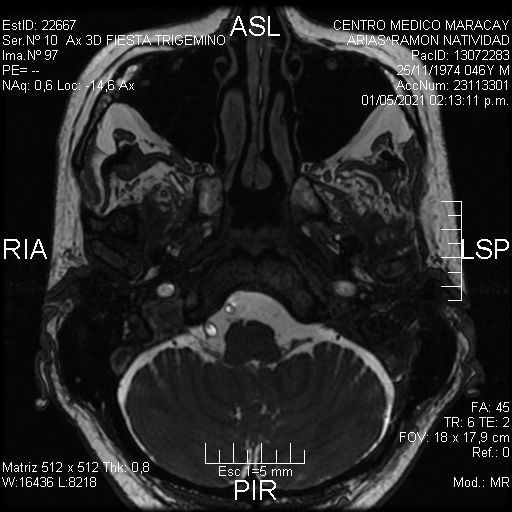 EstID: 22667
Ser.Nº 10 Ax 3D FIESTA TRIGEMINO
Ima.Nº 97
PE= --
NAq: 0,6 Loc: -14,6 Ax
ASL
CENTRO MEDICO MARACAY
ARIAS^RAMON NATIVIDAD
PacID: 13072283
25/11/1974 046Y M
AccNum: 23113301
01/05/2021 02:13:11 p.m.
RIA
LSP
FA: 45
TR: 6 TE: 2
FOV: 18 x 17,9 cm
Ref.: 0
Mod.: MR
Esc 1=5 mm
PIR
Matriz 512 x 512 Thk: 0,8
W:16436 L:8218